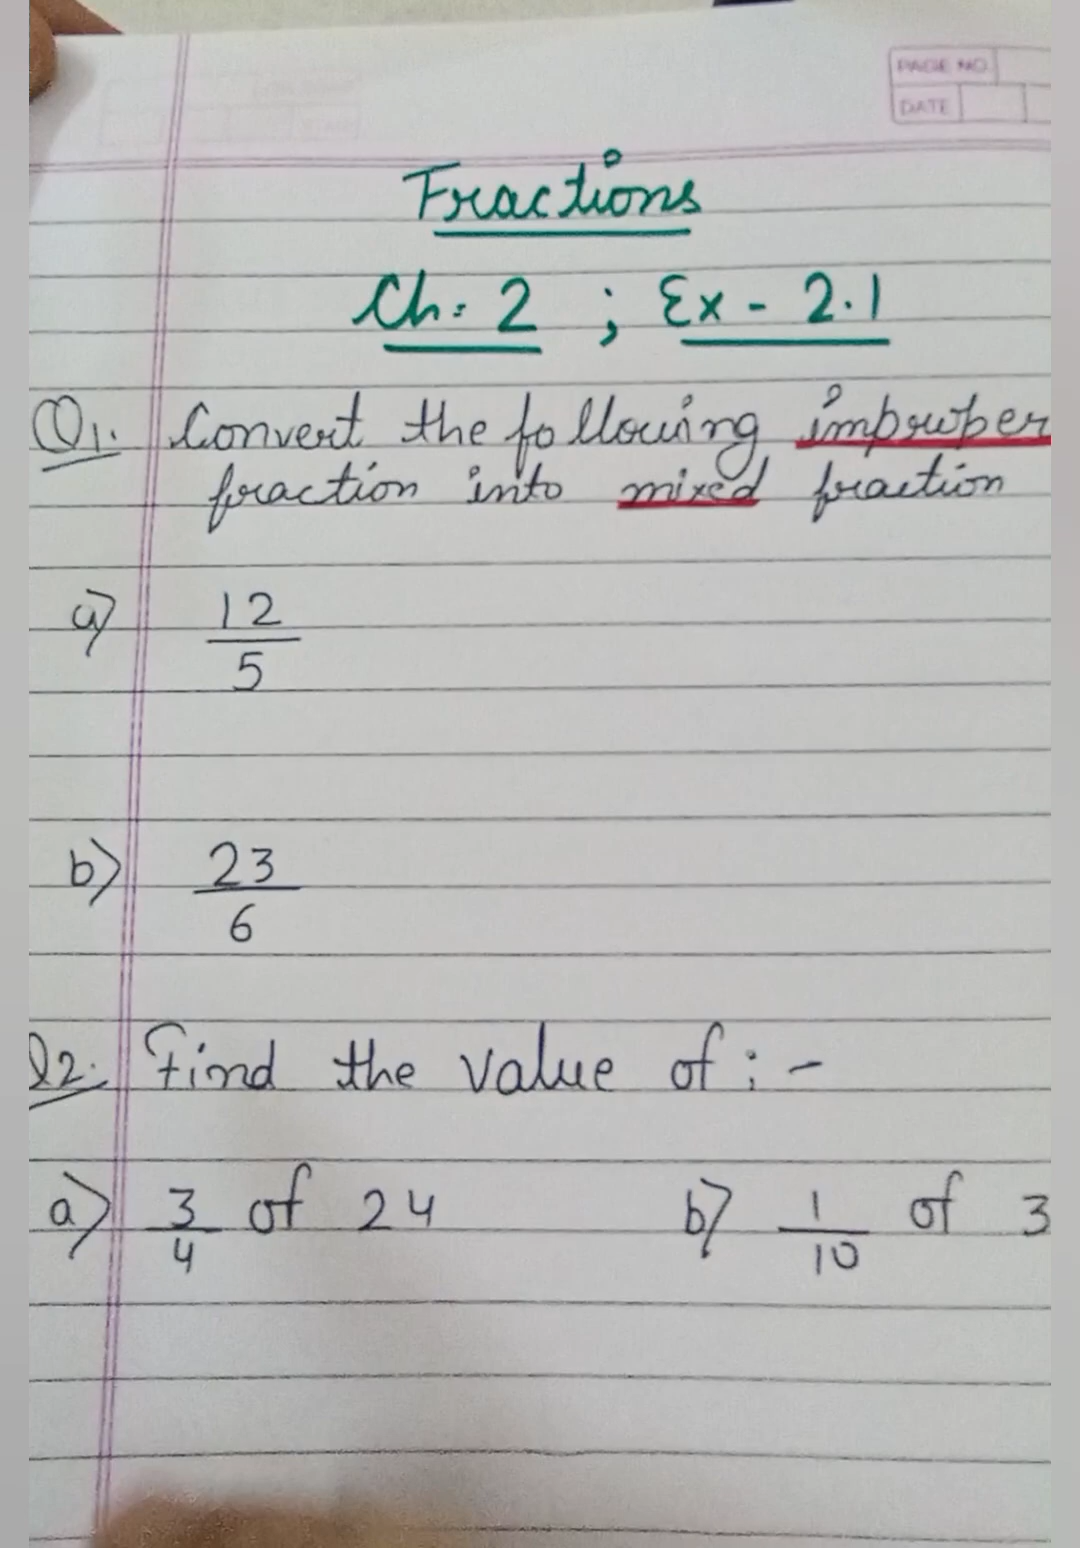 PAGE NO.
DATE
Fractions
Ch: 2 ; Ex - 2.1
Q1. Convert the following improper
fraction into mixed fraction
a) 12/5
b) 23/6
Q2. Find the value of : -
a) 3/4 of 24 b) 1/10 of 3